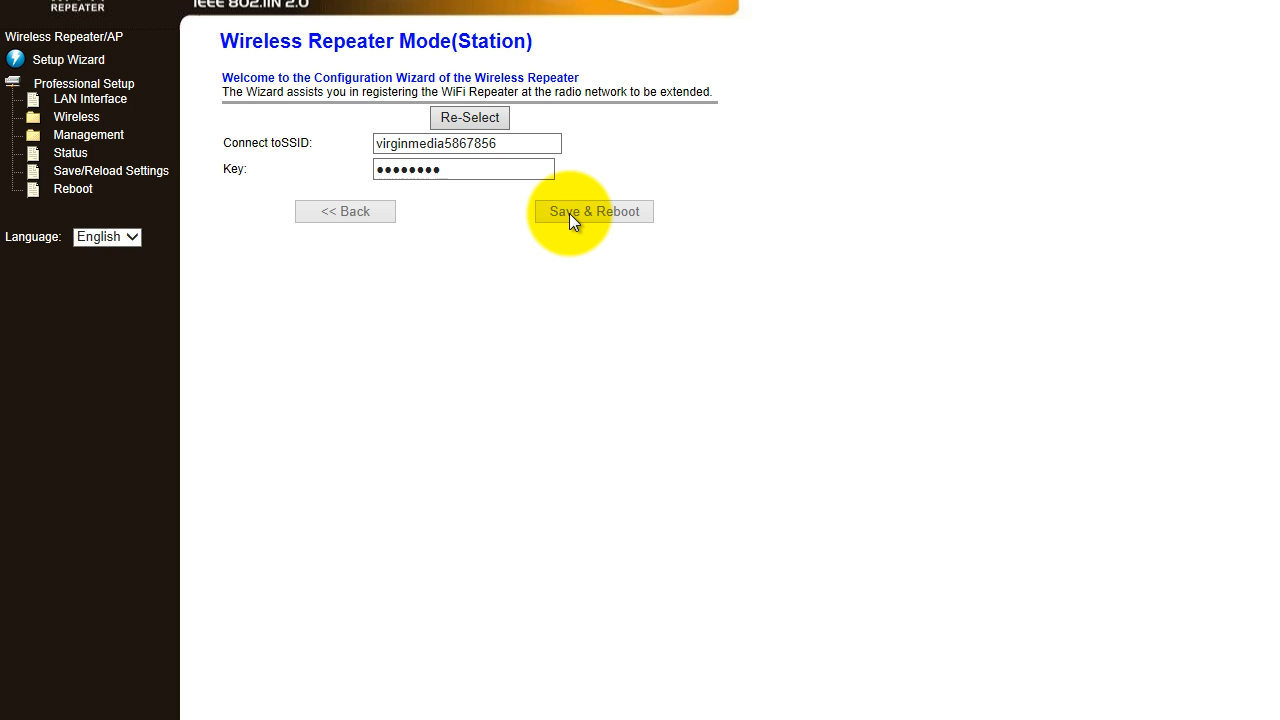 REPEATER
IEEE 802.11N 2.0
Wireless Repeater/AP
Setup Wizard
Professional Setup
LAN Interface
Wireless
Management
Status
Save/Reload Settings
Reboot
Language: English
Wireless Repeater Mode(Station)
Welcome to the Configuration Wizard of the Wireless Repeater
The Wizard assists you in registering the WiFi Repeater at the radio network to be extended.
Re-Select
Connect toSSID: virginmedia5867856
Key: ●●●●●●●●
<< Back Save & Reboot